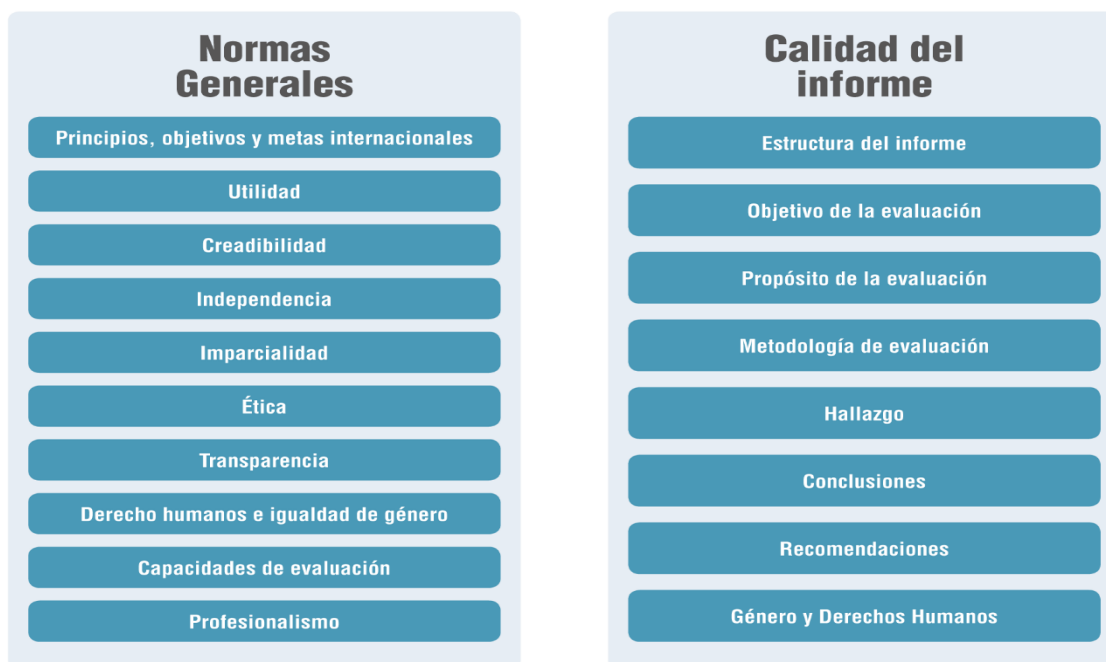 Normas
Generales
Principios, objetivos y metas internacionales
Utilidad
Creadibilidad
Independencia
Imparcialidad
Ética
Transparencia
Derecho humanos e igualdad de género
Capacidades de evaluación
Profesionalismo
Calidad del
informe
Estructura del informe
Objetivo de la evaluación
Propósito de la evaluación
Metodología de evaluación
Hallazgo
Conclusiones
Recomendaciones
Género y Derechos Humanos